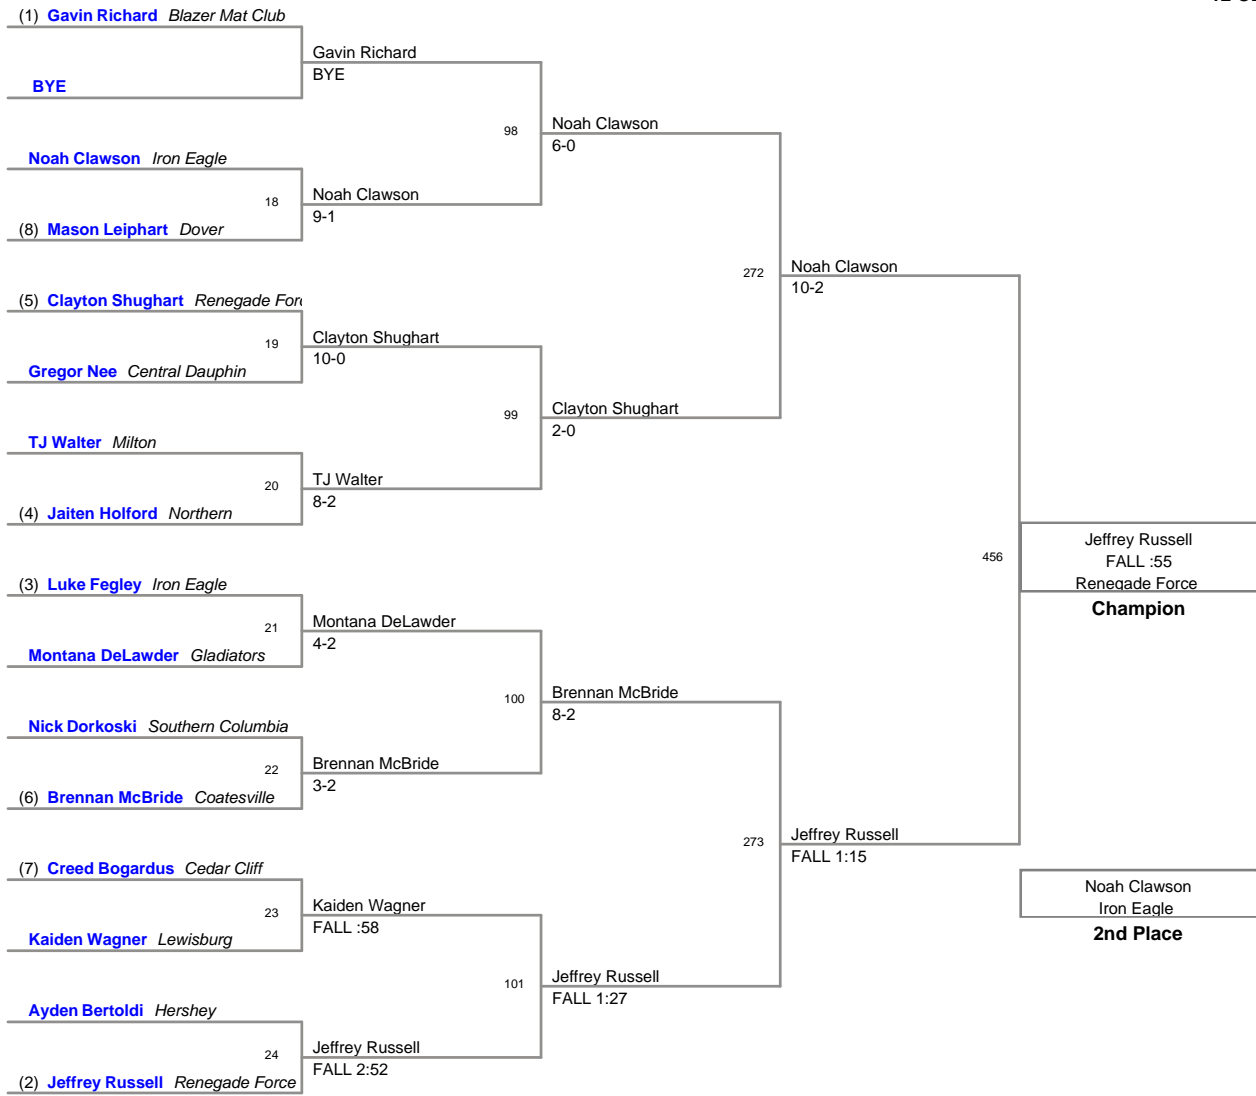 (1) Gavin Richard Blazer Mat Club
Gavin Richard
BYE
BYE
98
Noah Clawson
6-0
Noah Clawson Iron Eagle
18
Noah Clawson
9-1
(8) Mason Leiphart Dover
272
Noah Clawson
10-2
(5) Clayton Shughart Renegade For
19
Clayton Shughart
10-0
Gregor Nee Central Dauphin
99
Clayton Shughart
2-0
TJ Walter Milton
20
TJ Walter
8-2
(4) Jaiten Holford Northern
456
Jeffrey Russell
FALL :55
Renegade Force
Champion
(3) Luke Fegley Iron Eagle
21
Montana DeLawder
4-2
Montana DeLawder Gladiators
100
Brennan McBride
8-2
Nick Dorkoski Southern Columbia
22
Brennan McBride
3-2
(6) Brennan McBride Coatesville
273
Jeffrey Russell
FALL 1:15
(7) Creed Bogardus Cedar Cliff
23
Kaiden Wagner
FALL :58
Kaiden Wagner Lewisburg
Noah Clawson
Iron Eagle
2nd Place
101
Jeffrey Russell
FALL 1:27
Ayden Bertoldi Hershey
24
Jeffrey Russell
FALL 2:52
(2) Jeffrey Russell Renegade Force